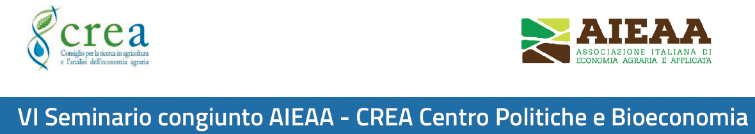 crea
Consiglio per la ricerca in agricoltura
e l'analisi dell'economia agraria
AIEAA
ASSOCIAZIONE ITALIANA DI
ECONOMIA AGRARIA E APPLICATA
VI Seminario congiunto AIEAA - CREA Centro Politiche e Bioeconomia